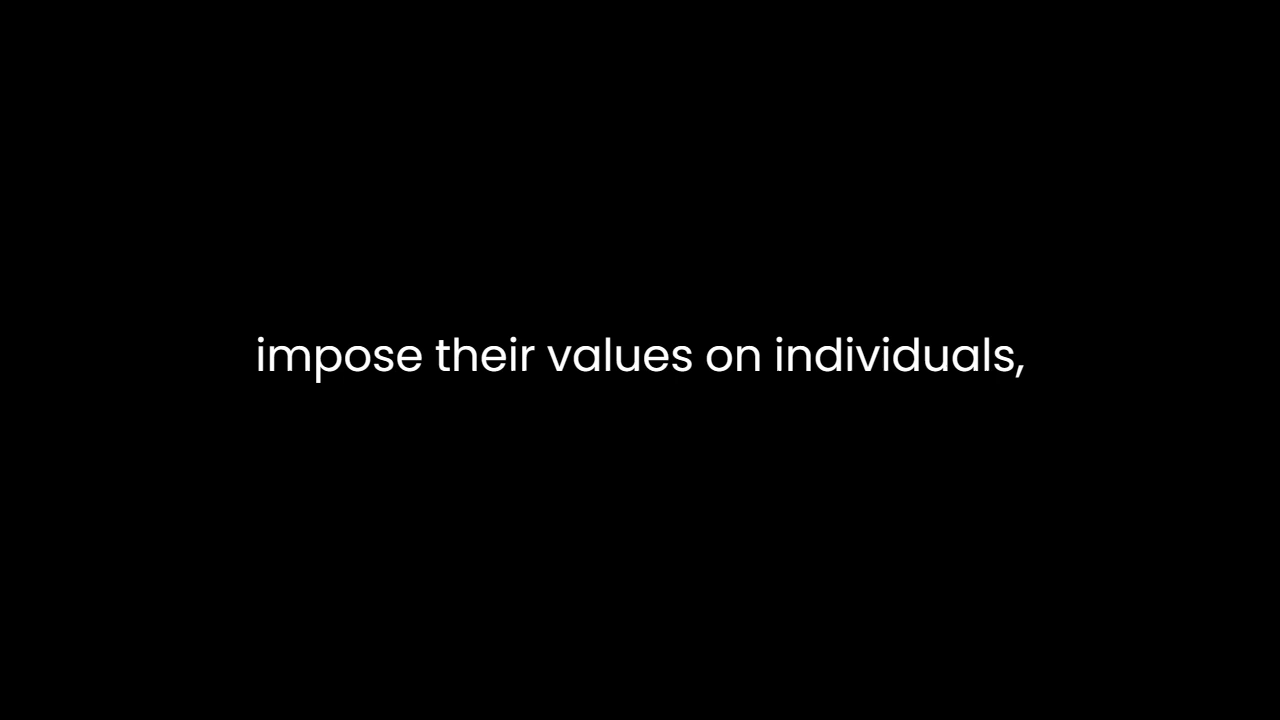 impose their values on individuals,